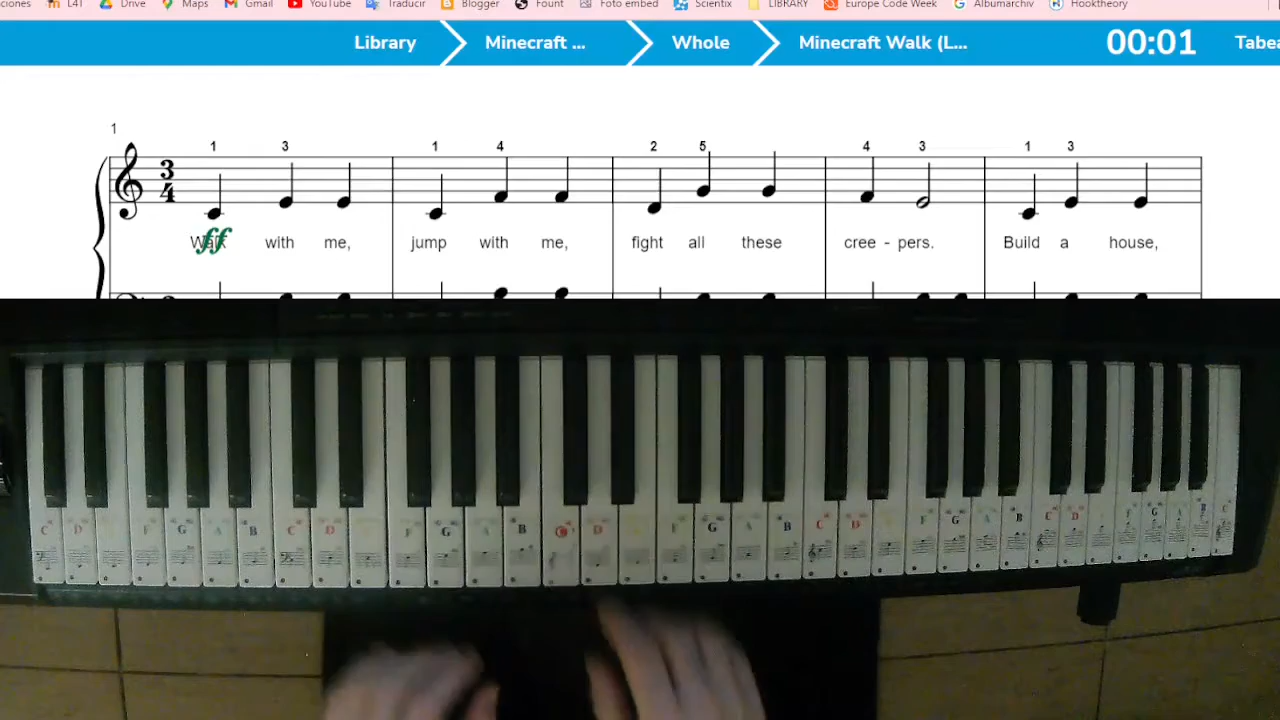 ciones L4T Drive Maps Gmail YouTube Traducir Blogger Fount Foto embed Scientix LIBRARY Europe Code Week Albumarchiv Hooktheory
Library Minecraft ... Whole Minecraft Walk (L... 00:01 Tabea
1
1 3 1 4 2 5 4 3 1 3
3
4
ff
Walk with me, jump with me, fight all these cree - pers. Build a house,
C D F G A B C D F G A B C D F G A B C D F G A B C D G A B C